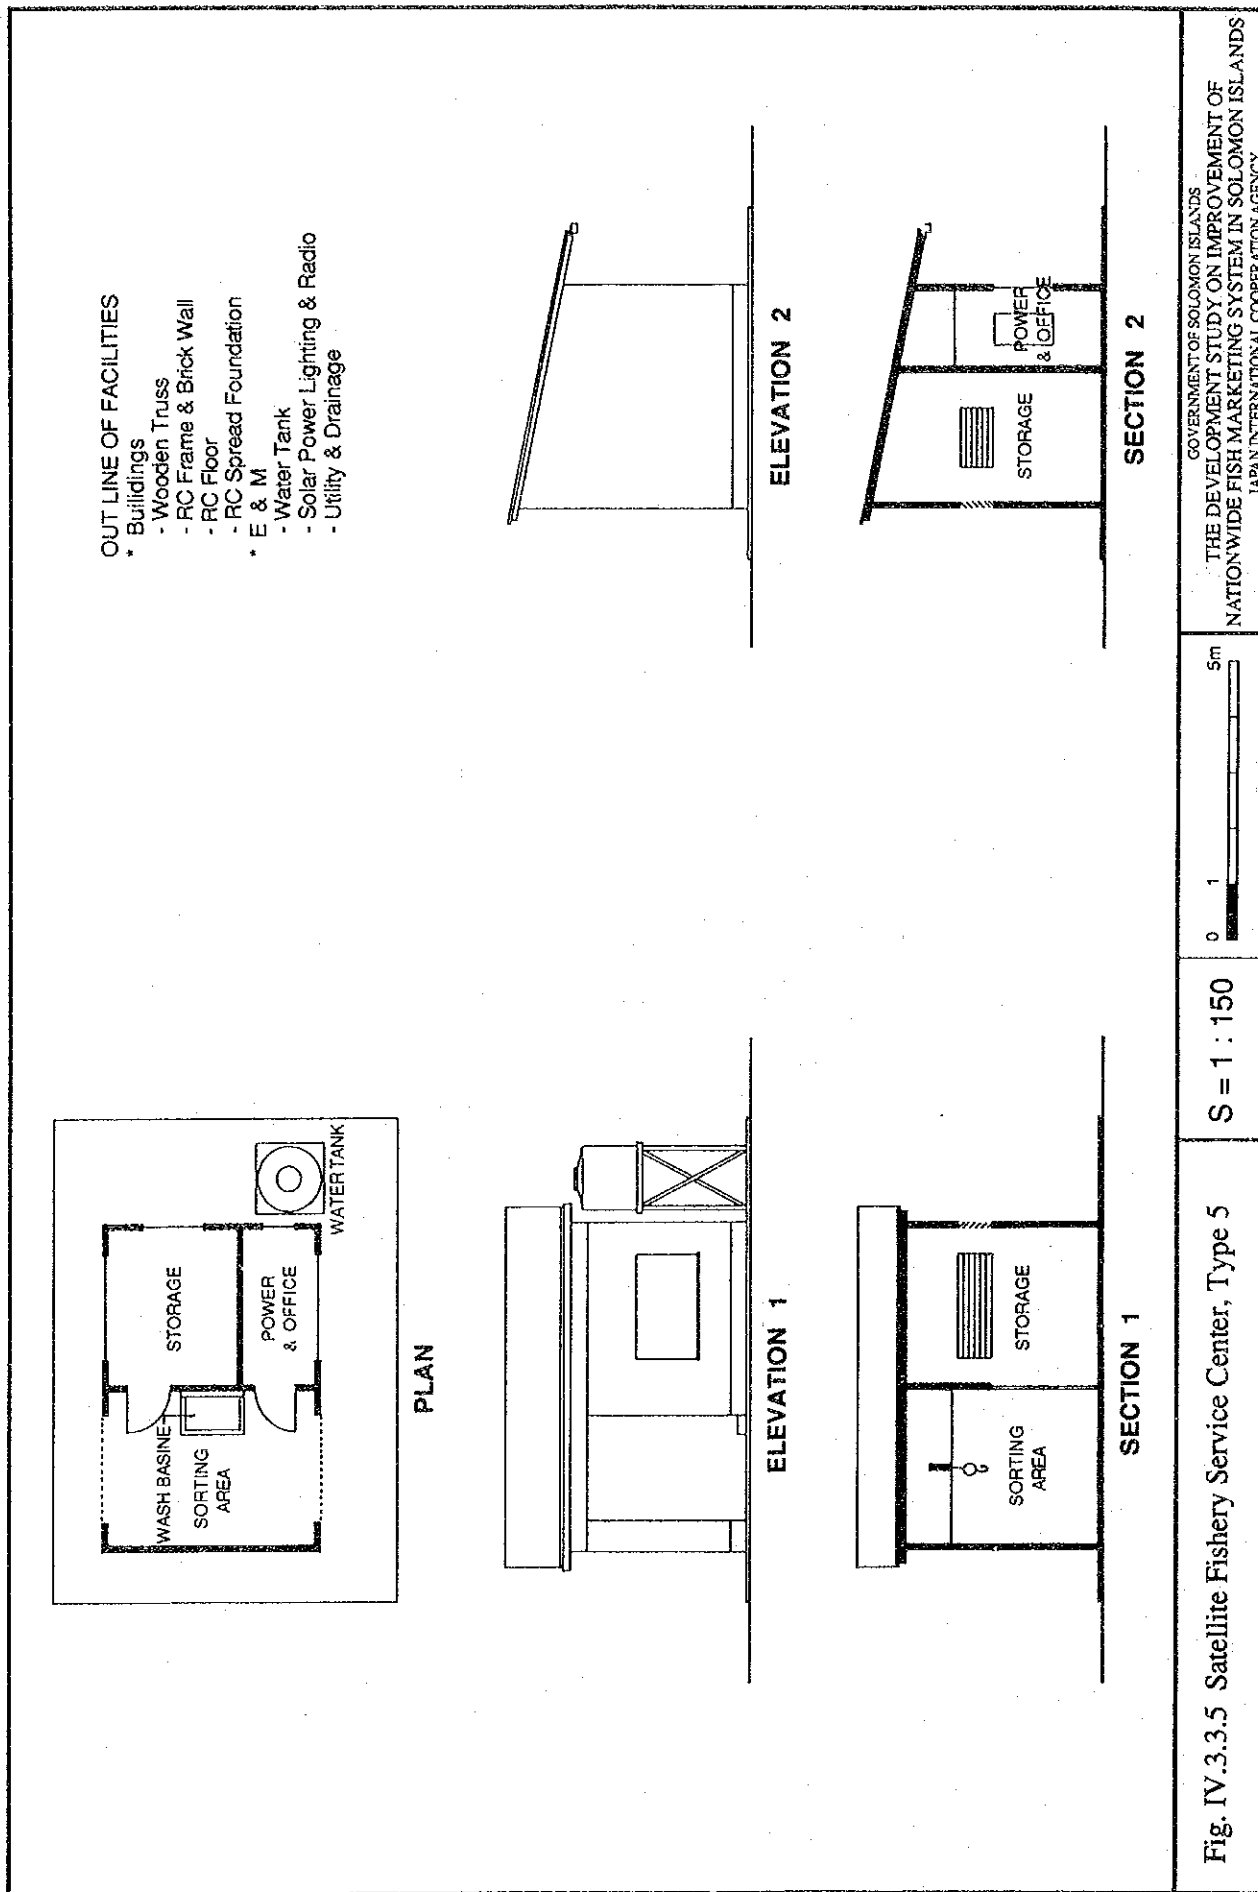 OUT LINE OF FACILITIES
* Builidings
- Wooden Truss
- RC Frame & Brick Wall
- RC Floor
- RC Spread Foundation
* E & M
- Water Tank
- Solar Power Lighting & Radio
- Utility & Drainage
WASH BASINE
SORTING
AREA
STORAGE
POWER
& OFFICE
WATER TANK
PLAN
ELEVATION 1
ELEVATION 2
SORTING
AREA
STORAGE
SECTION 1
STORAGE
POWER
& OFFICE
SECTION 2
Fig. IV.3.3.5 Satellite Fishery Service Center, Type 5
S = 1 : 150
0 1 5m
GOVERNMENT OF SOLOMON ISLANDS
THE DEVELOPMENT STUDY ON IMPROVEMENT OF
NATIONWIDE FISH MARKETING SYSTEM IN SOLOMON ISLANDS
JAPAN INTERNATIONAL COOPERATION AGENCY